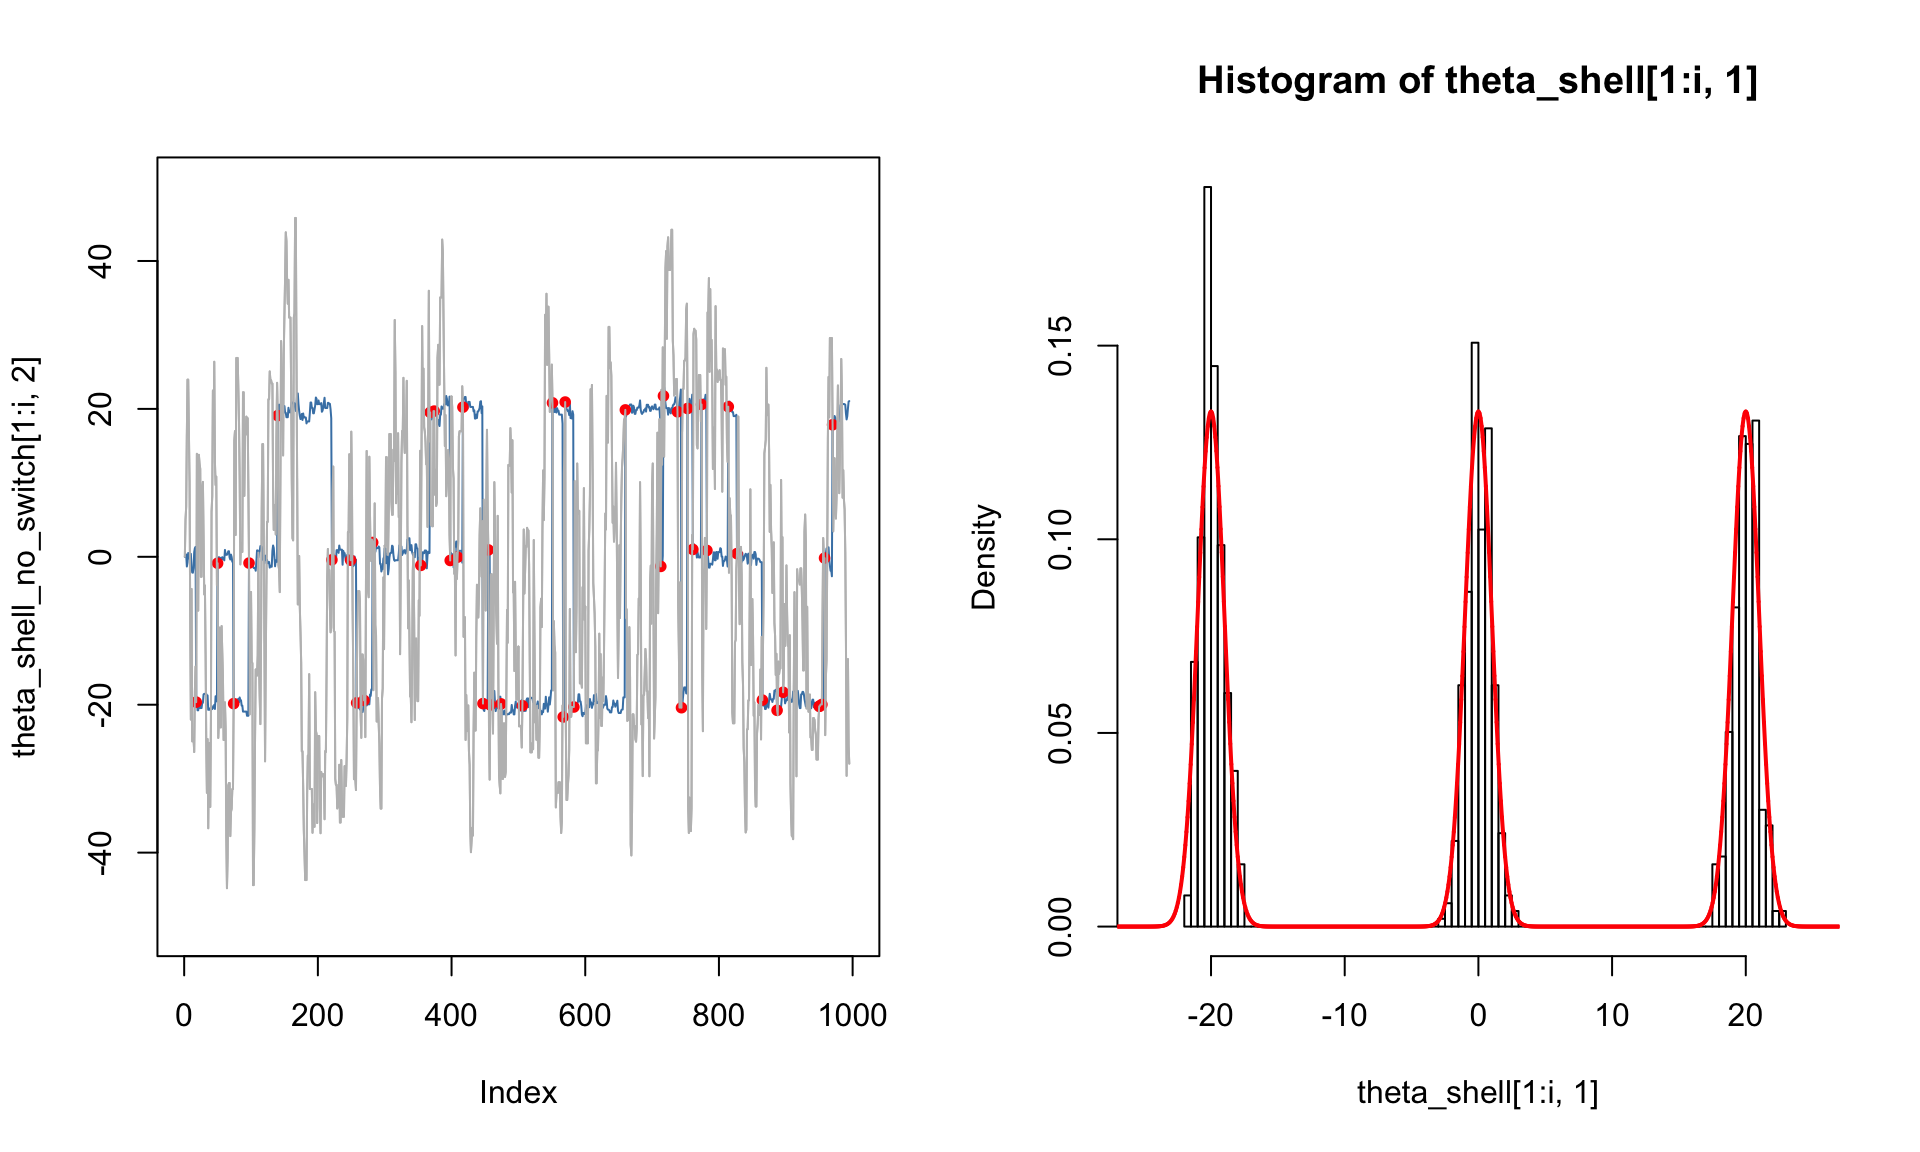 theta_shell_no_switch[1:i, 2]
40
20
0
-20
-40
0 200 400 600 800 1000
Index
Histogram of theta_shell[1:i, 1]
Density
0.15
0.10
0.05
0.00
-20 -10 0 10 20
theta_shell[1:i, 1]